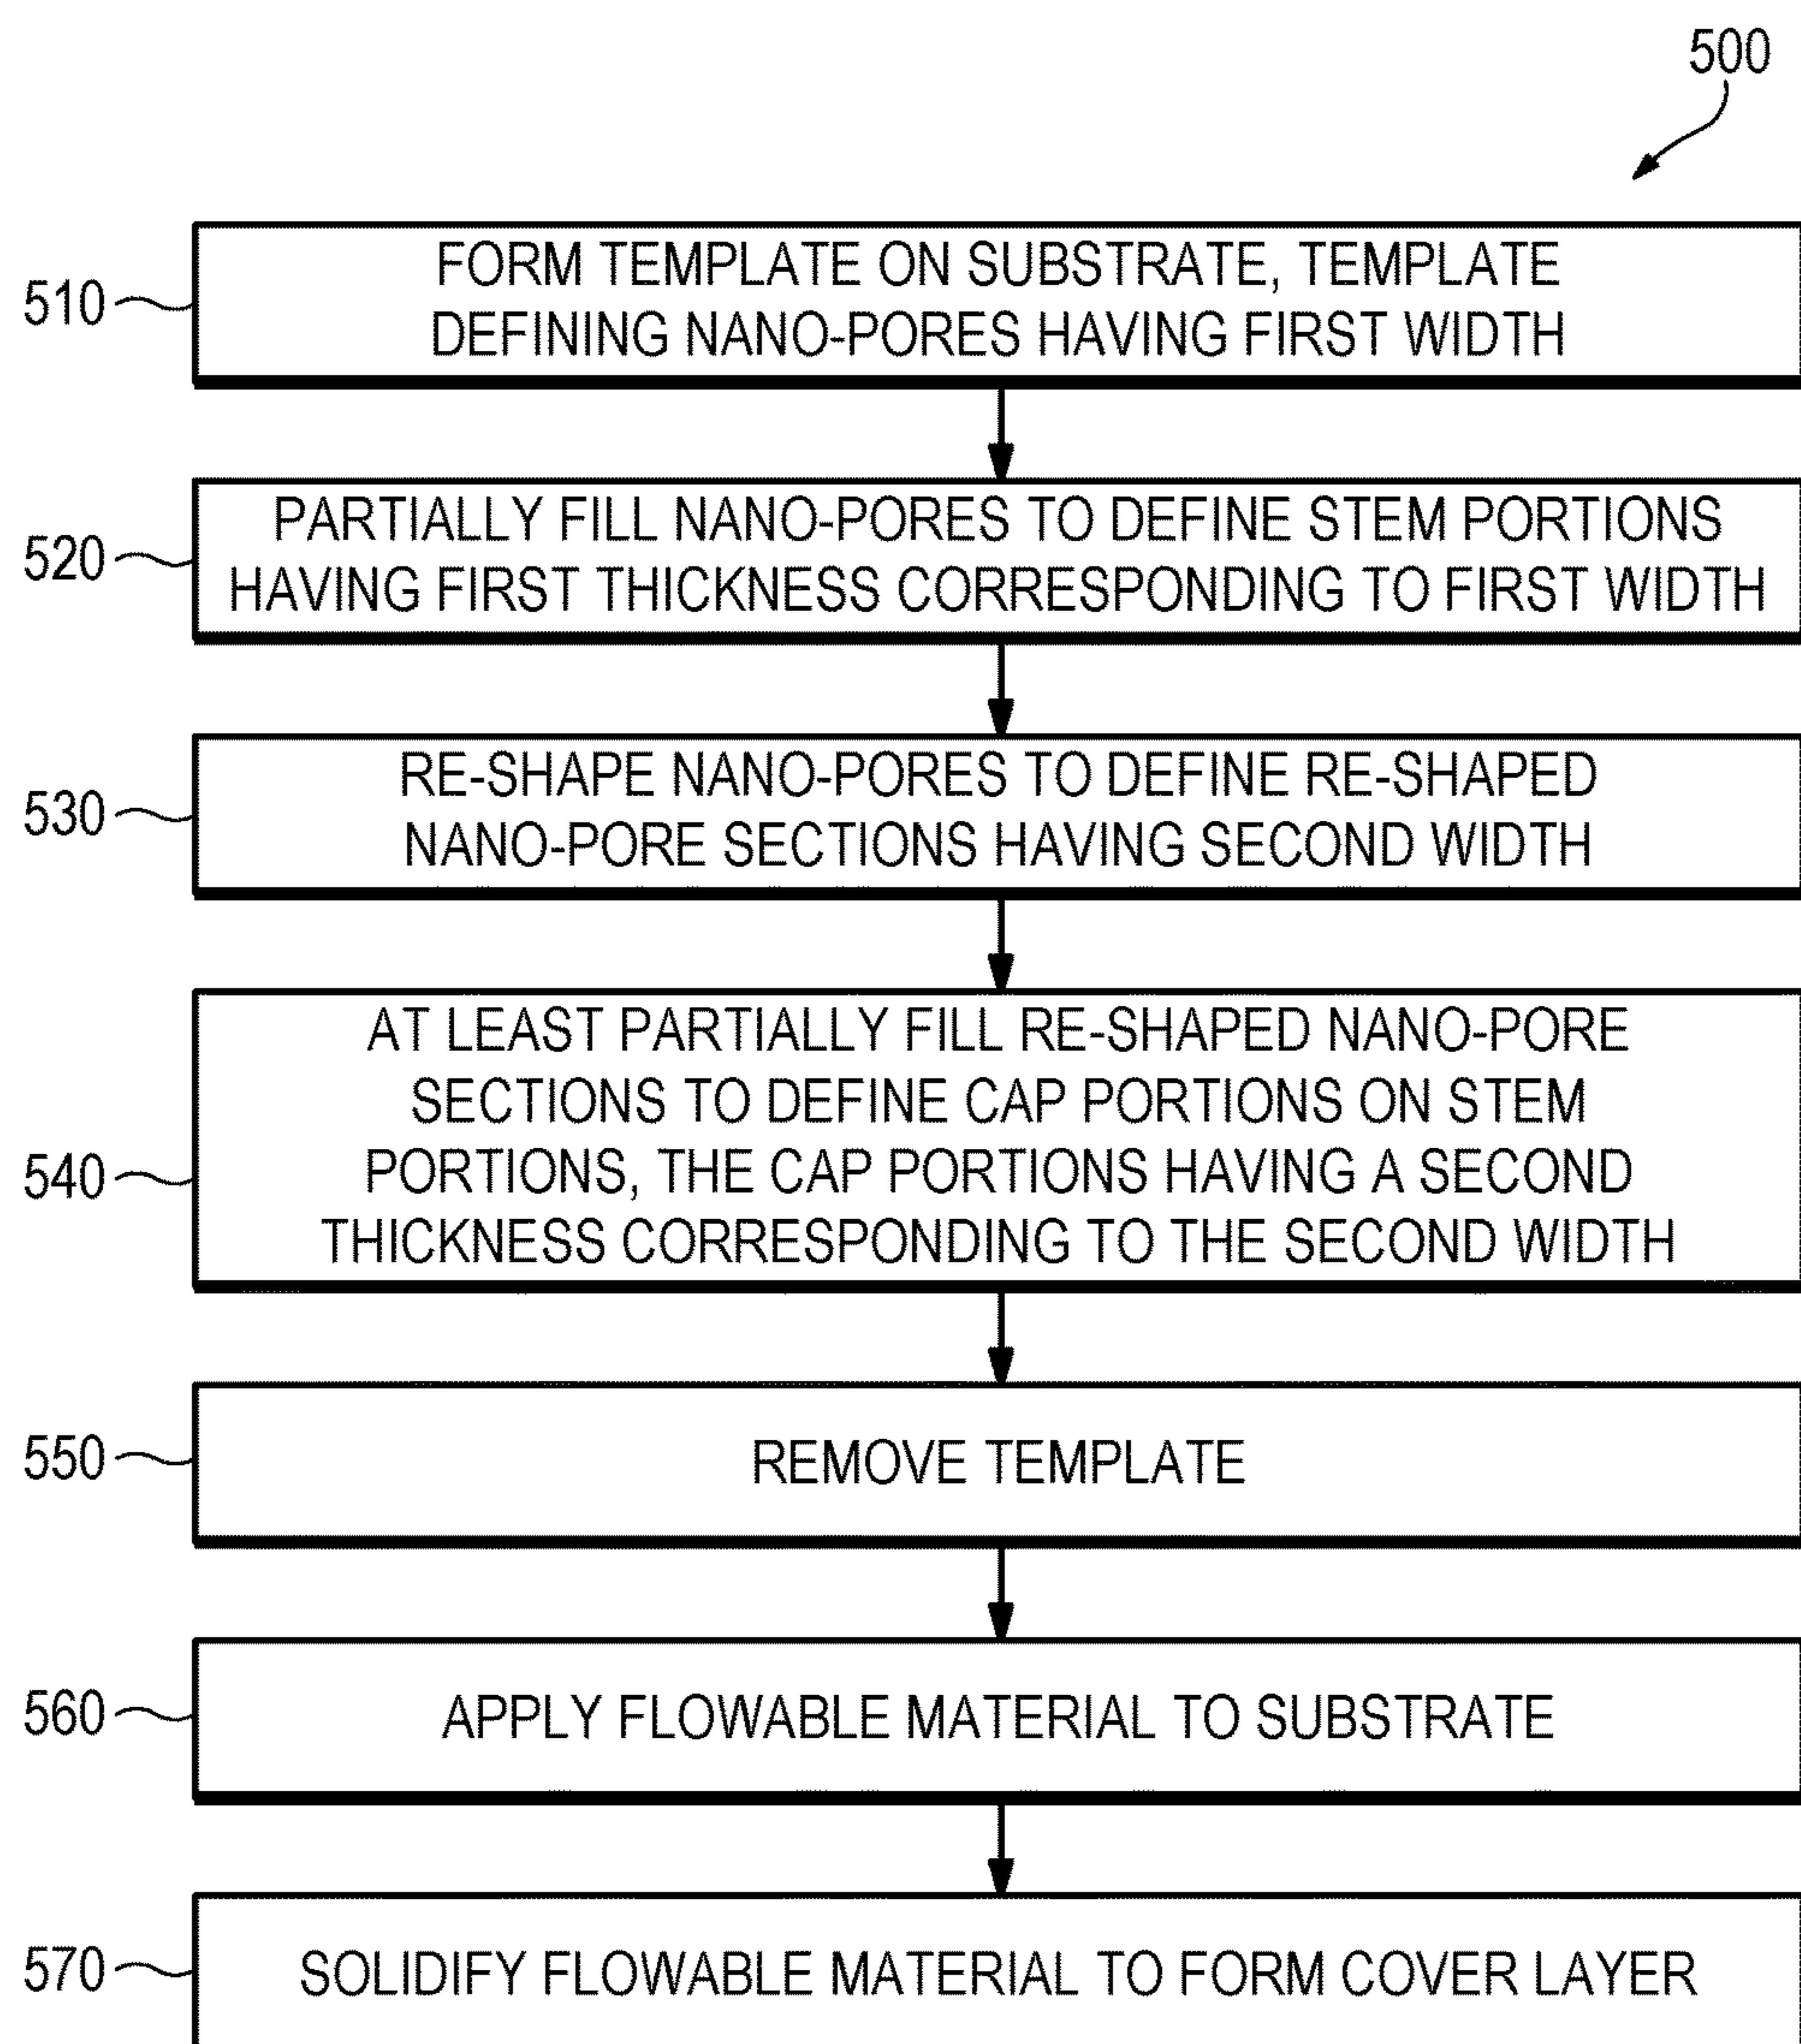 500
510
FORM TEMPLATE ON SUBSTRATE, TEMPLATE
DEFINING NANO-PORES HAVING FIRST WIDTH
520
PARTIALLY FILL NANO-PORES TO DEFINE STEM PORTIONS
HAVING FIRST THICKNESS CORRESPONDING TO FIRST WIDTH
530
RE-SHAPE NANO-PORES TO DEFINE RE-SHAPED
NANO-PORE SECTIONS HAVING SECOND WIDTH
540
AT LEAST PARTIALLY FILL RE-SHAPED NANO-PORE
SECTIONS TO DEFINE CAP PORTIONS ON STEM
PORTIONS, THE CAP PORTIONS HAVING A SECOND
THICKNESS CORRESPONDING TO THE SECOND WIDTH
550
REMOVE TEMPLATE
560
APPLY FLOWABLE MATERIAL TO SUBSTRATE
570
SOLIDIFY FLOWABLE MATERIAL TO FORM COVER LAYER